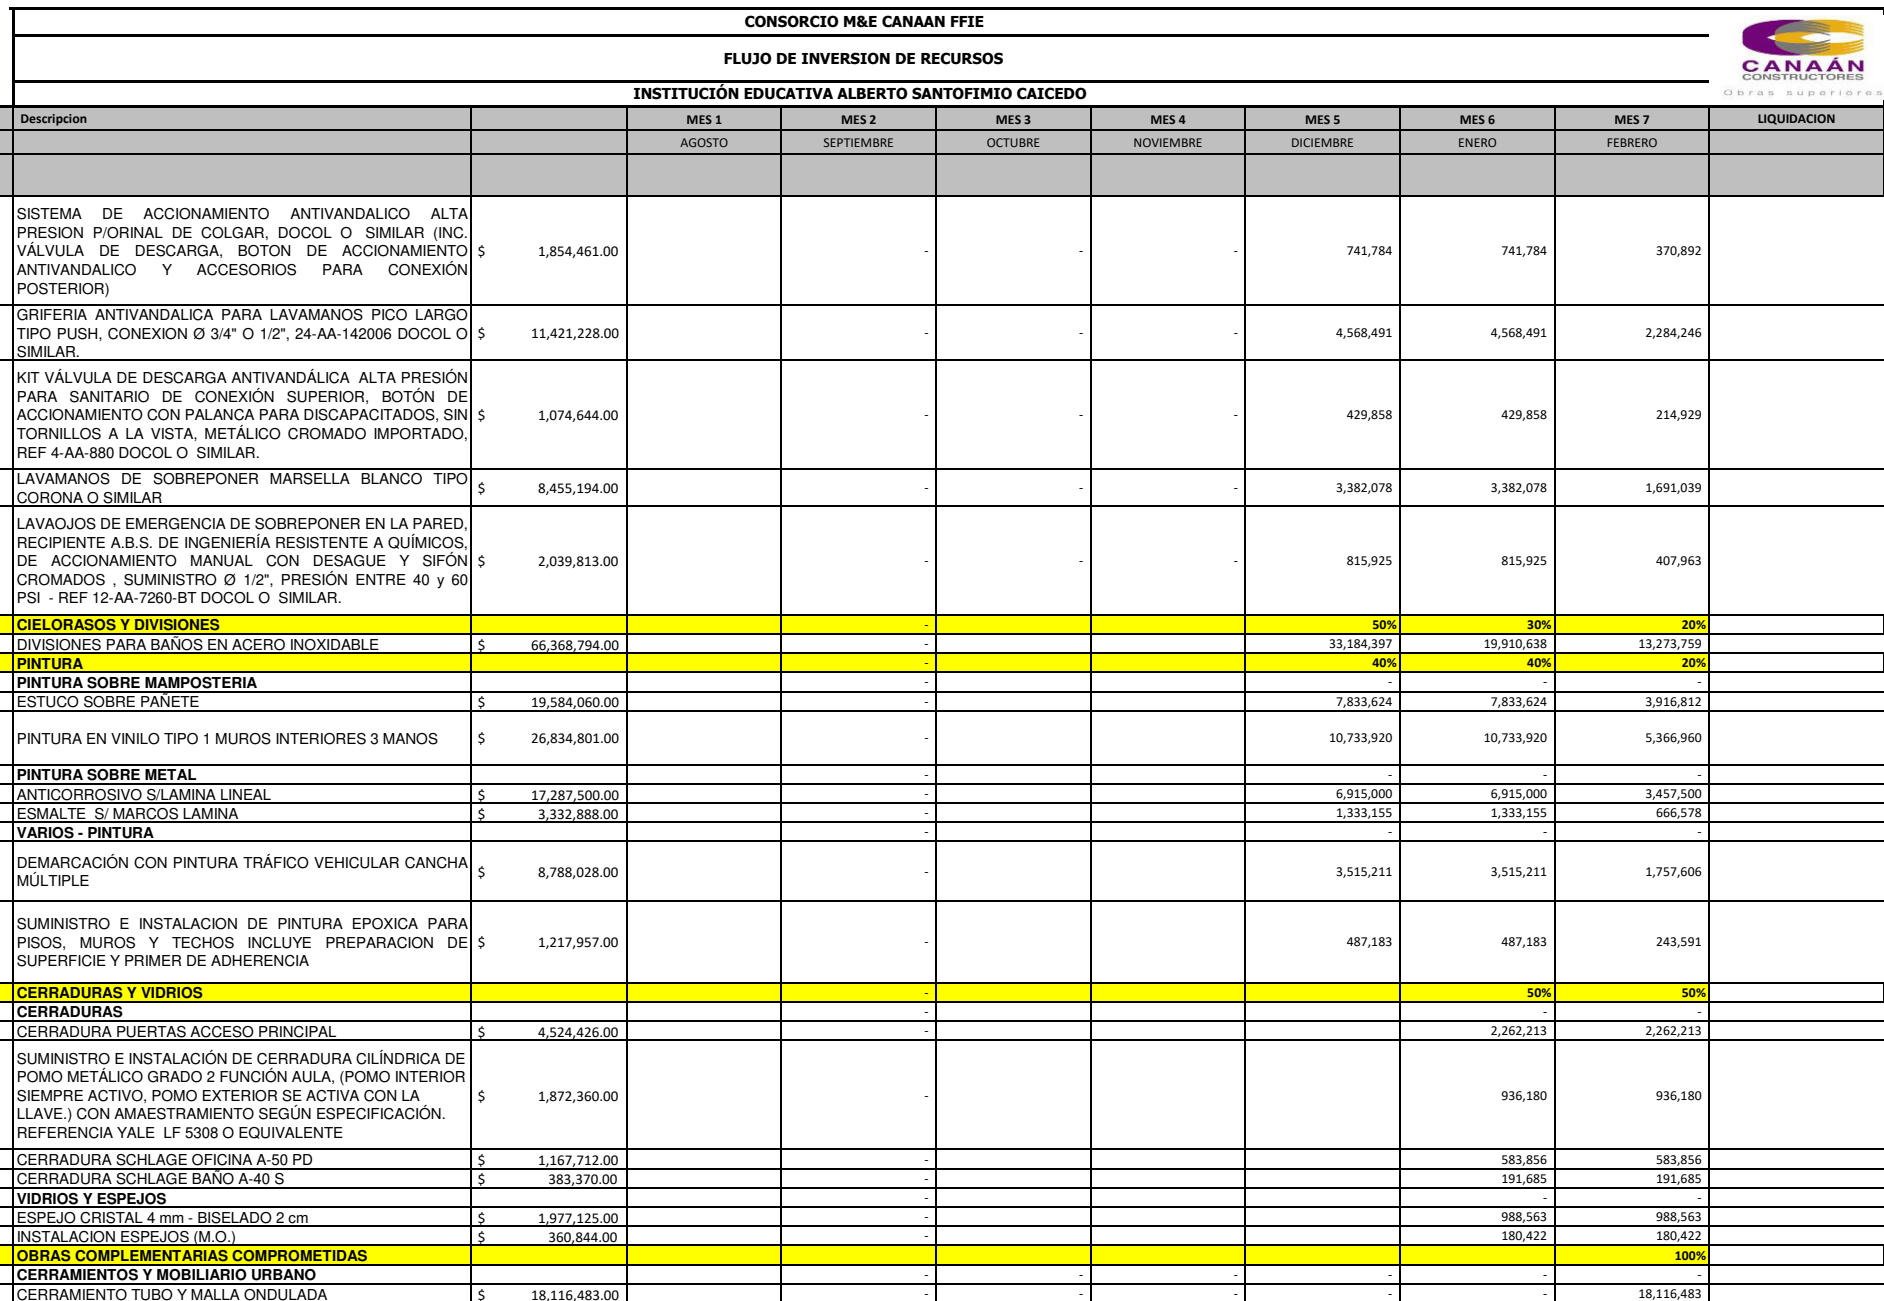 CONSORCIO M&E CANAAN FFIE
FLUJO DE INVERSION DE RECURSOS
INSTITUCIÓN EDUCATIVA ALBERTO SANTOFIMIO CAICEDO
CANAÁN
CONSTRUCTORES
Obras superiores
Descripcion MES 1 MES 2 MES 3 MES 4 MES 5 MES 6 MES 7 LIQUIDACION
AGOSTO SEPTIEMBRE OCTUBRE NOVIEMBRE DICIEMBRE ENERO FEBRERO
SISTEMA DE ACCIONAMIENTO ANTIVANDALICO ALTA
PRESION P/ORINAL DE COLGAR, DOCOL O SIMILAR (INC.
VÁLVULA DE DESCARGA, BOTON DE ACCIONAMIENTO $ 1,854,461.00 - - - 741,784 741,784 370,892
ANTIVANDALICO Y ACCESORIOS PARA CONEXIÓN
POSTERIOR)
GRIFERIA ANTIVANDALICA PARA LAVAMANOS PICO LARGO
TIPO PUSH, CONEXION Ø 3/4" O 1/2", 24-AA-142006 DOCOL O $ 11,421,228.00 - - - 4,568,491 4,568,491 2,284,246
SIMILAR.
KIT VÁLVULA DE DESCARGA ANTIVANDÁLICA ALTA PRESIÓN
PARA SANITARIO DE CONEXIÓN SUPERIOR, BOTÓN DE
ACCIONAMIENTO CON PALANCA PARA DISCAPACITADOS, SIN $ 1,074,644.00 - - - 429,858 429,858 214,929
TORNILLOS A LA VISTA, METÁLICO CROMADO IMPORTADO,
REF 4-AA-880 DOCOL O SIMILAR.
LAVAMANOS DE SOBREPONER MARSELLA BLANCO TIPO $ 8,455,194.00 - - - 3,382,078 3,382,078 1,691,039
CORONA O SIMILAR
LAVAOJOS DE EMERGENCIA DE SOBREPONER EN LA PARED,
RECIPIENTE A.B.S. DE INGENIERÍA RESISTENTE A QUÍMICOS,
DE ACCIONAMIENTO MANUAL CON DESAGUE Y SIFÓN $ 2,039,813.00 - - - 815,925 815,925 407,963
CROMADOS , SUMINISTRO Ø 1/2", PRESIÓN ENTRE 40 y 60
PSI - REF 12-AA-7260-BT DOCOL O SIMILAR.
CIELORASOS Y DIVISIONES - 50% 30% 20%
DIVISIONES PARA BAÑOS EN ACERO INOXIDABLE $ 66,368,794.00 - 33,184,397 19,910,638 13,273,759
PINTURA - 40% 40% 20%
PINTURA SOBRE MAMPOSTERIA - - - -
ESTUCO SOBRE PAÑETE $ 19,584,060.00 - 7,833,624 7,833,624 3,916,812
PINTURA EN VINILO TIPO 1 MUROS INTERIORES 3 MANOS $ 26,834,801.00 - 10,733,920 10,733,920 5,366,960
PINTURA SOBRE METAL - - - -
ANTICORROSIVO S/LAMINA LINEAL $ 17,287,500.00 - 6,915,000 6,915,000 3,457,500
ESMALTE S/ MARCOS LAMINA $ 3,332,888.00 - 1,333,155 1,333,155 666,578
VARIOS - PINTURA - - - -
DEMARCACIÓN CON PINTURA TRÁFICO VEHICULAR CANCHA $ 8,788,028.00 - 3,515,211 3,515,211 1,757,606
MÚLTIPLE
SUMINISTRO E INSTALACION DE PINTURA EPOXICA PARA
PISOS, MUROS Y TECHOS INCLUYE PREPARACION DE $ 1,217,957.00 - 487,183 487,183 243,591
SUPERFICIE Y PRIMER DE ADHERENCIA
CERRADURAS Y VIDRIOS - 50% 50%
CERRADURAS - - -
CERRADURA PUERTAS ACCESO PRINCIPAL $ 4,524,426.00 - 2,262,213 2,262,213
SUMINISTRO E INSTALACIÓN DE CERRADURA CILÍNDRICA DE
POMO METÁLICO GRADO 2 FUNCIÓN AULA, (POMO INTERIOR
SIEMPRE ACTIVO, POMO EXTERIOR SE ACTIVA CON LA $ 1,872,360.00 - 936,180 936,180
LLAVE.) CON AMAESTRAMIENTO SEGÚN ESPECIFICACIÓN.
REFERENCIA YALE LF 5308 O EQUIVALENTE
CERRADURA SCHLAGE OFICINA A-50 PD $ 1,167,712.00 - 583,856 583,856
CERRADURA SCHLAGE BAÑO A-40 S $ 383,370.00 - 191,685 191,685
VIDRIOS Y ESPEJOS - - -
ESPEJO CRISTAL 4 mm - BISELADO 2 cm $ 1,977,125.00 - 988,563 988,563
INSTALACION ESPEJOS (M.O.) $ 360,844.00 - 180,422 180,422
OBRAS COMPLEMENTARIAS COMPROMETIDAS 100%
CERRAMIENTOS Y MOBILIARIO URBANO - - - - - -
CERRAMIENTO TUBO Y MALLA ONDULADA $ 18,116,483.00 - - - - - 18,116,483